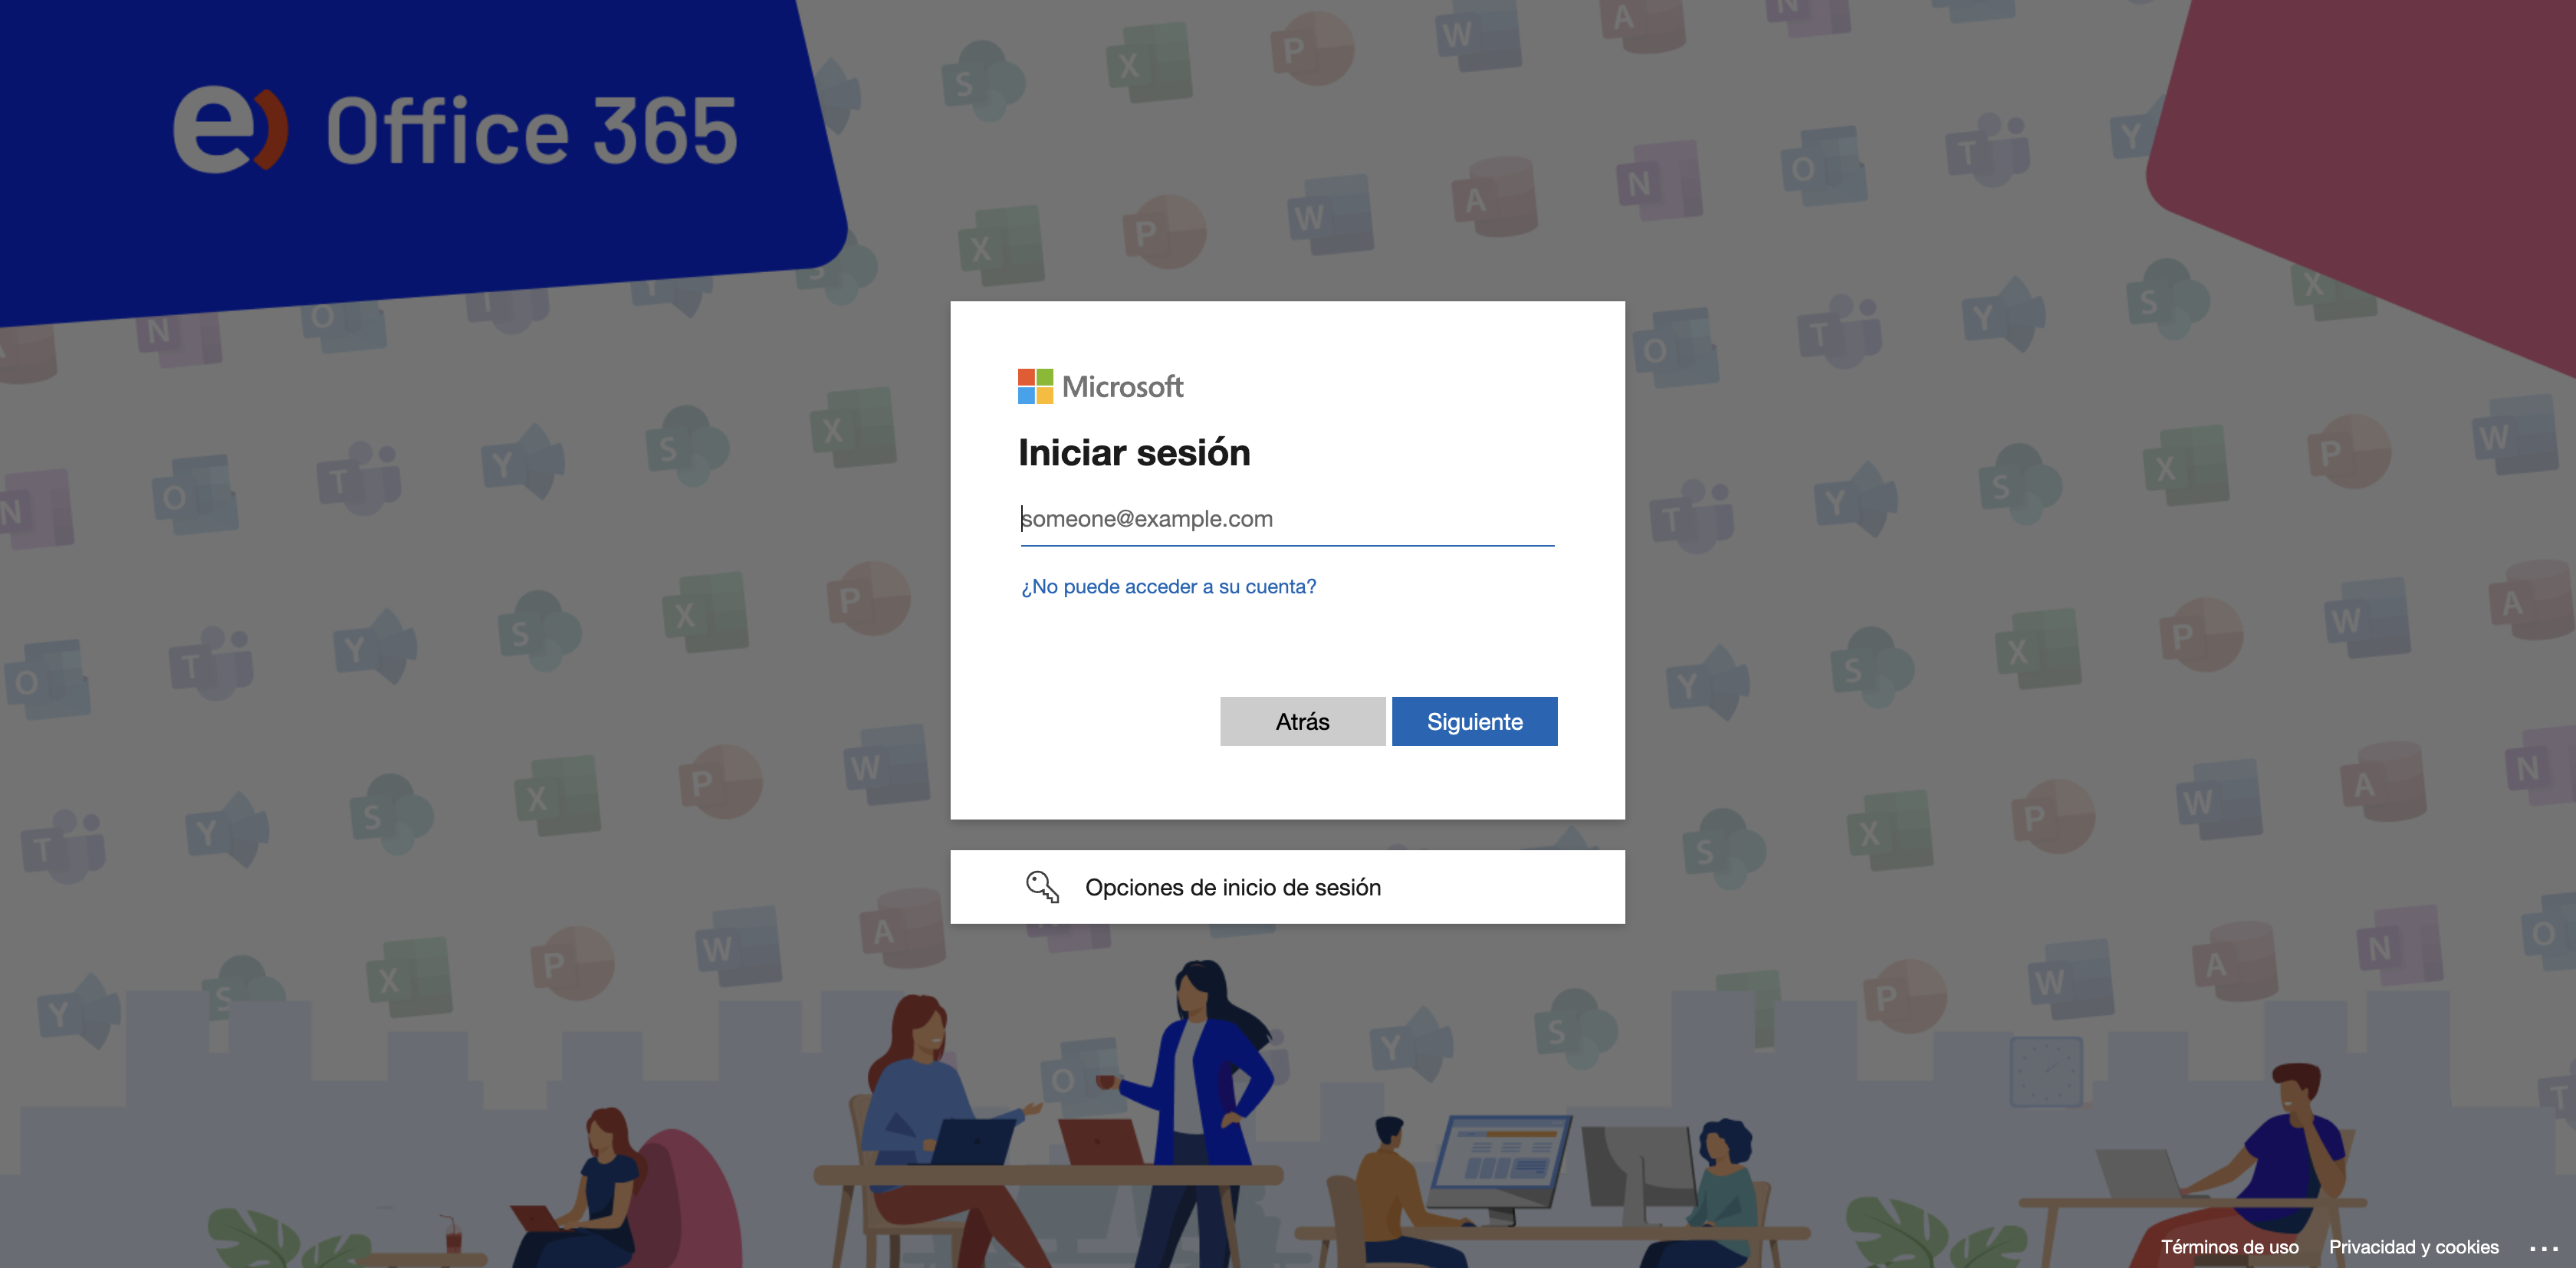 e) Office 365
Microsoft
Iniciar sesión
someone@example.com
¿No puede acceder a su cuenta?
Atrás
Siguiente
Opciones de inicio de sesión
Términos de uso
Privacidad y cookies